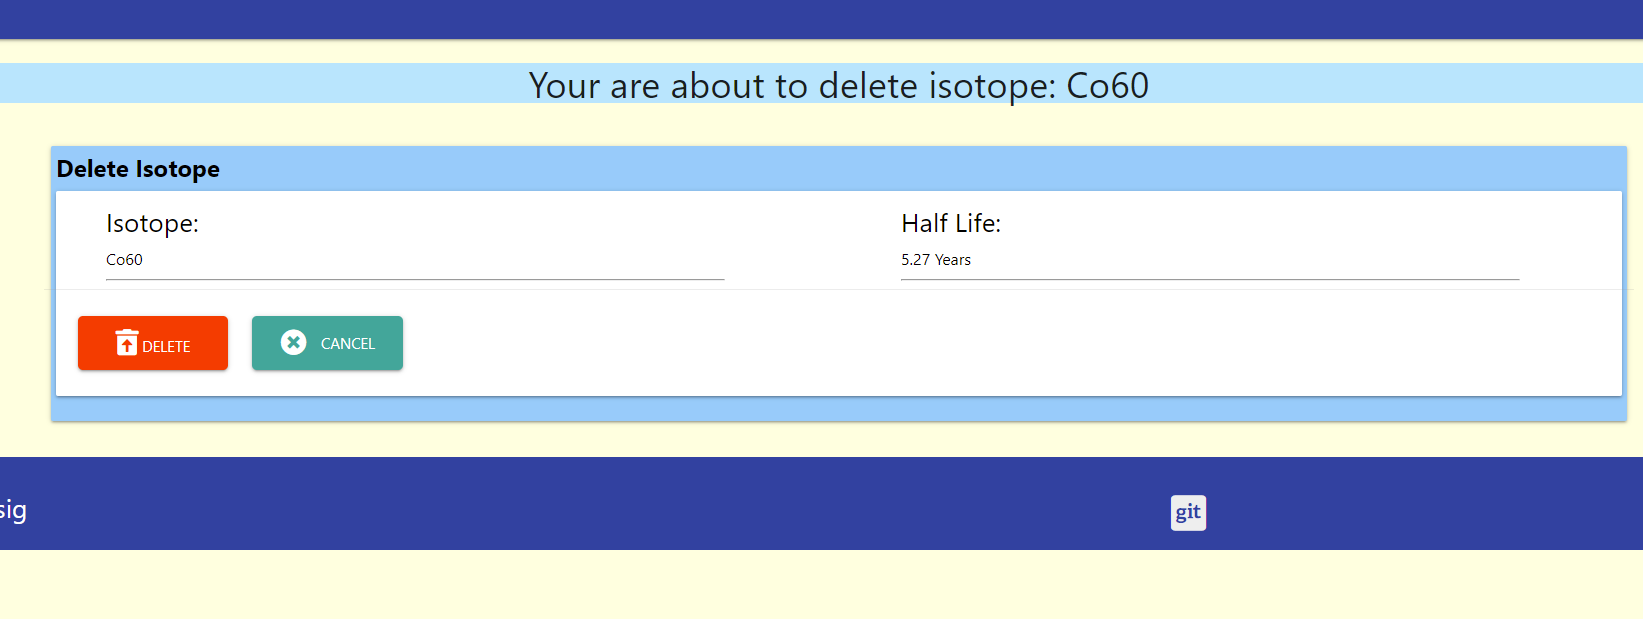 Your are about to delete isotope: Co60
Delete Isotope
Isotope:
Half Life:
Co60
5.27 Years
DELETE
CANCEL
sig
git